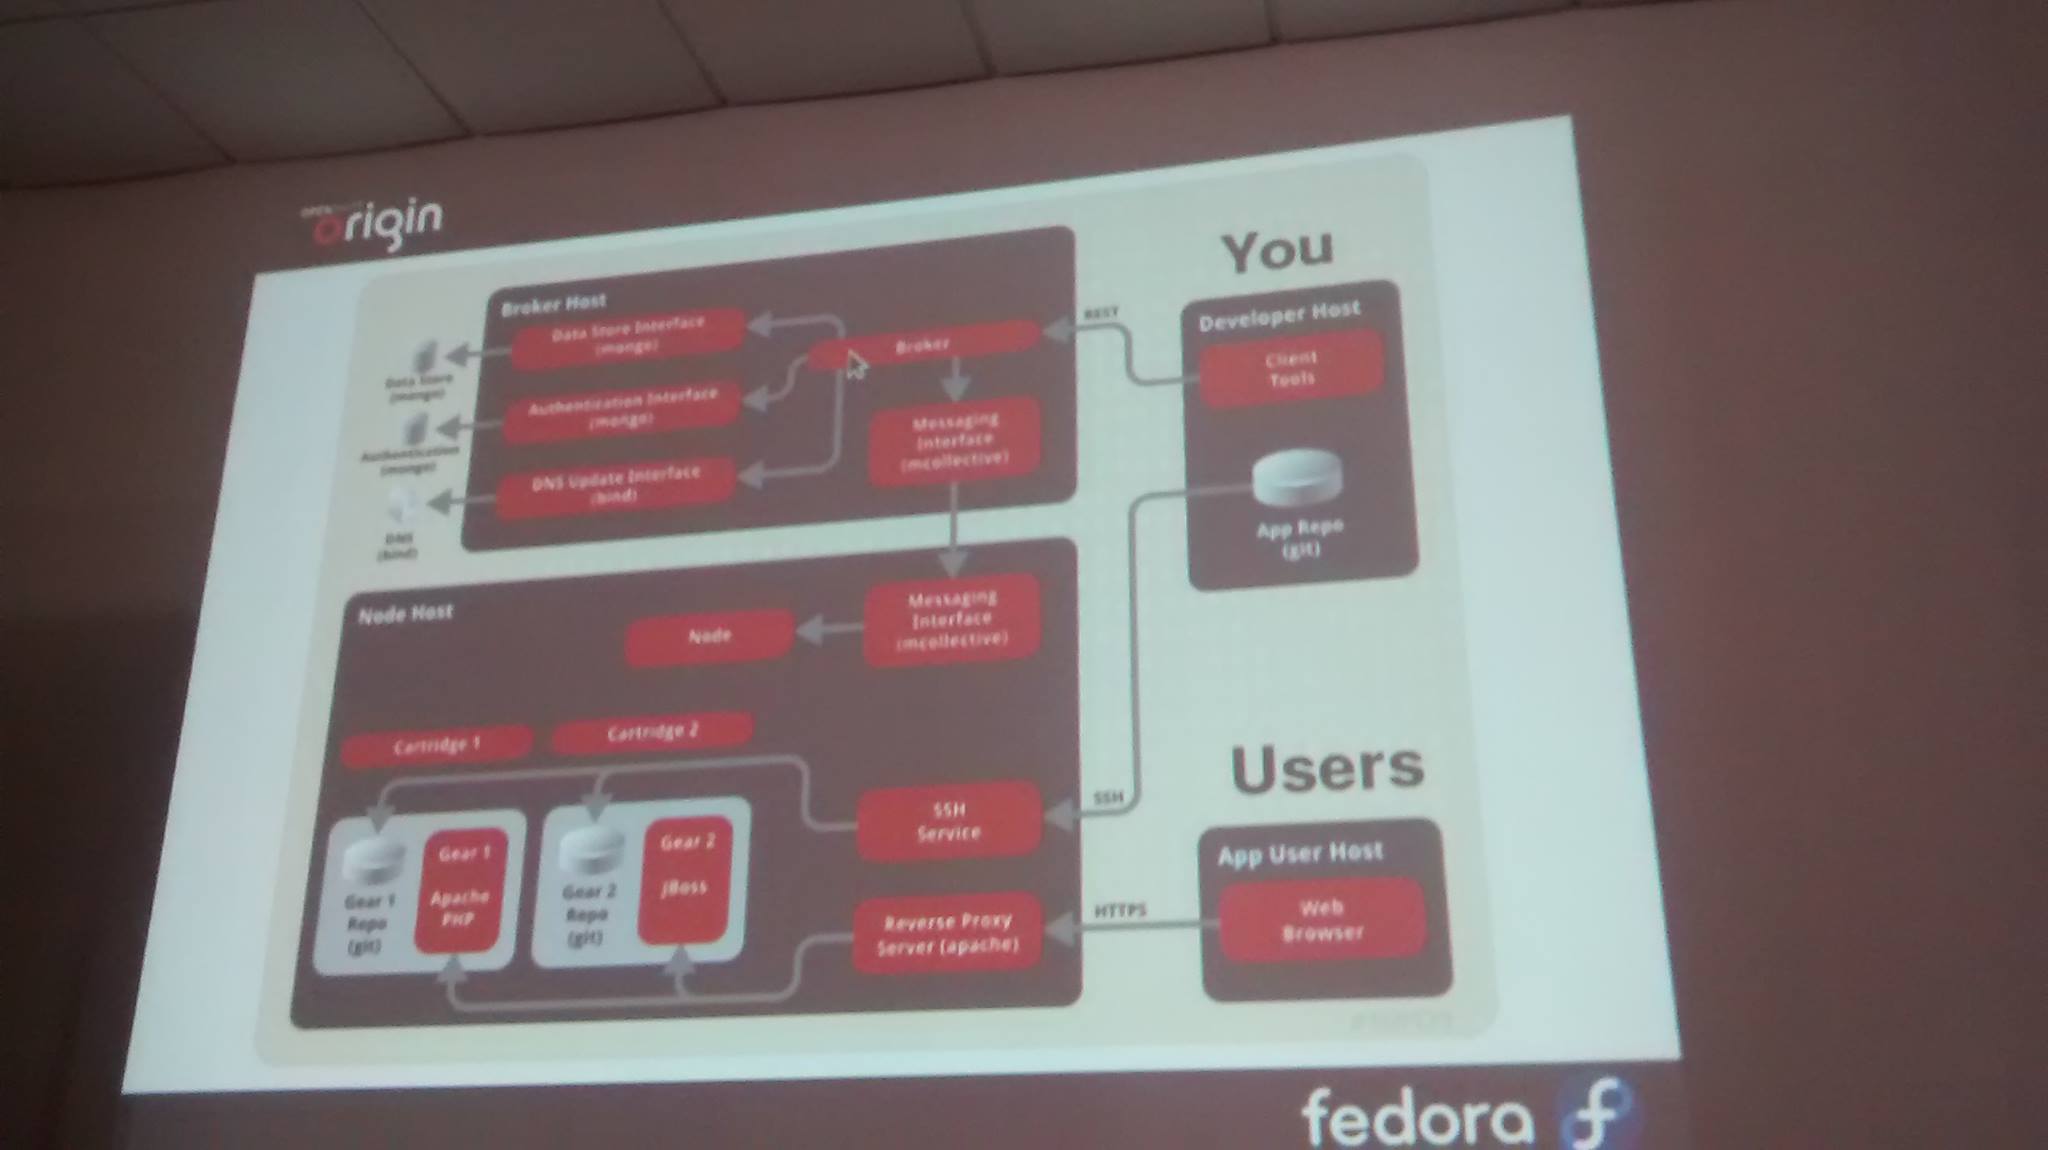 origin
You
Broker Host
Data Store Interface
(mongo)
Broker
REST
Developer Host
Client
Tools
Data Store
(mongo)
Authentication Interface
(mongo)
Messaging
Interface
(mcollective)
Authentication
(mongo)
DNS Update Interface
(bind)
App Repo
(git)
DNS
(bind)
Node Host
Messaging
Interface
(mcollective)
Node
Cartridge 1
Cartridge 2
Users
SSH
Service
SSH
Gear 1
Repo
(git)
Gear 1
Apache
PHP
Gear 2
Repo
(git)
Gear 2
JBoss
Reverse Proxy
Server (apache)
HTTPS
App User Host
Web
Browser
fedora